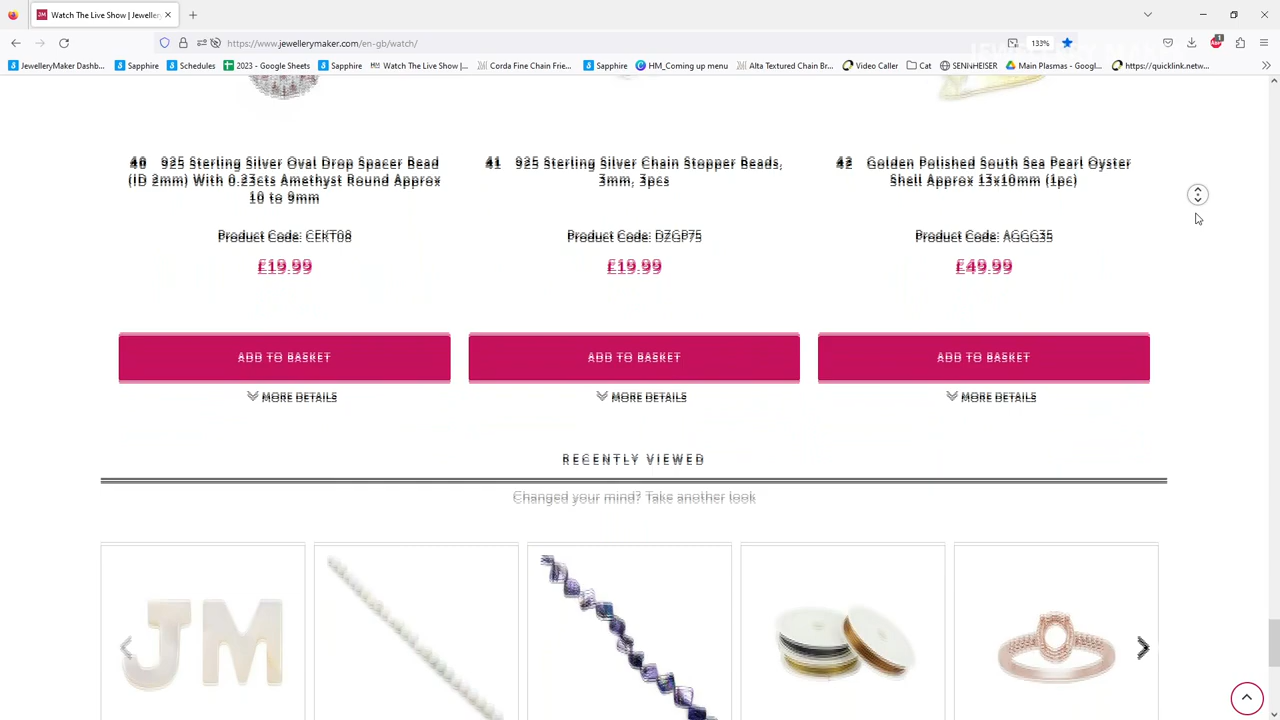 Watch The Live Show | Jeweller
https://www.jewellerymaker.com/en-gb/watch/
133%
1
JewelleryMaker Dashb...
Sapphire
Schedules
2023 - Google Sheets
Sapphire
Watch The Live Show |...
Corda Fine Chain Frin...
Sapphire
HM_Coming up menu
Alta Textured Chain Br...
Video Caller
Cat
SENNHEISER
Main Plasmas - Googl...
https://quicklink.netw...
40 925 Sterling Silver Oval Drop Spacer Bead
(ID 2mm) With 0.23cts Amethyst Round Approx
10 to 9mm
Product Code: CEKT08
£19.99
ADD TO BASKET
MORE DETAILS
41 925 Sterling Silver Chain Stopper Beads,
3mm, 3pcs
Product Code: DZGP75
£19.99
ADD TO BASKET
MORE DETAILS
42 Golden Polished South Sea Pearl Oyster
Shell Approx 13x10mm (1pc)
Product Code: AGGG35
£49.99
ADD TO BASKET
MORE DETAILS
RECENTLY VIEWED
Changed your mind? Take another look
JM